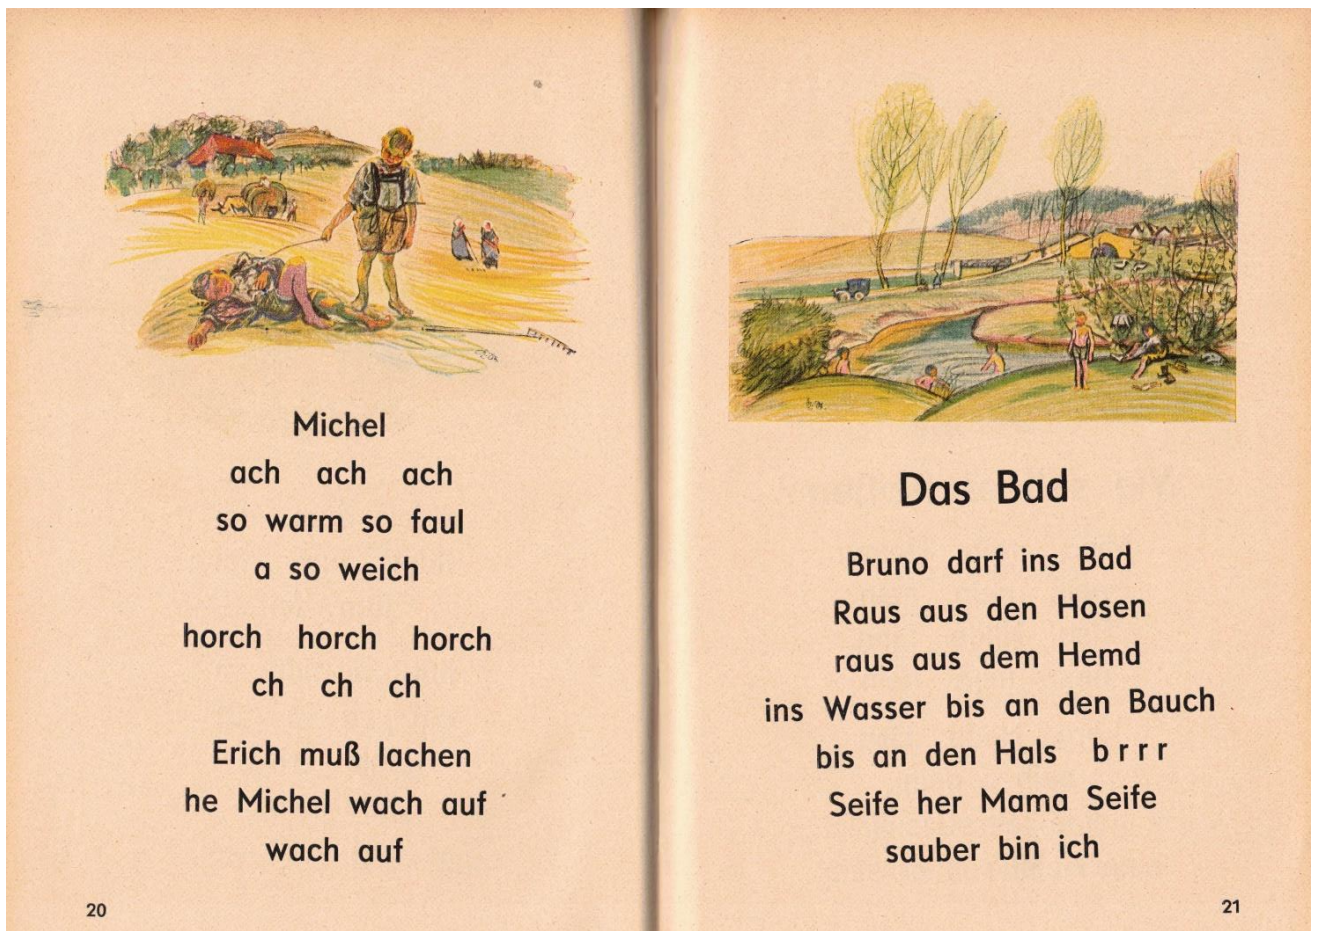 Michel
ach ach ach
so warm so faul
a so weich
horch horch horch
ch ch ch
Erich muß lachen
he Michel wach auf
wach auf
20
Das Bad
Bruno darf ins Bad
Raus aus den Hosen
raus aus dem Hemd
ins Wasser bis an den Bauch
bis an den Hals b r r r
Seife her Mama Seife
sauber bin ich
21